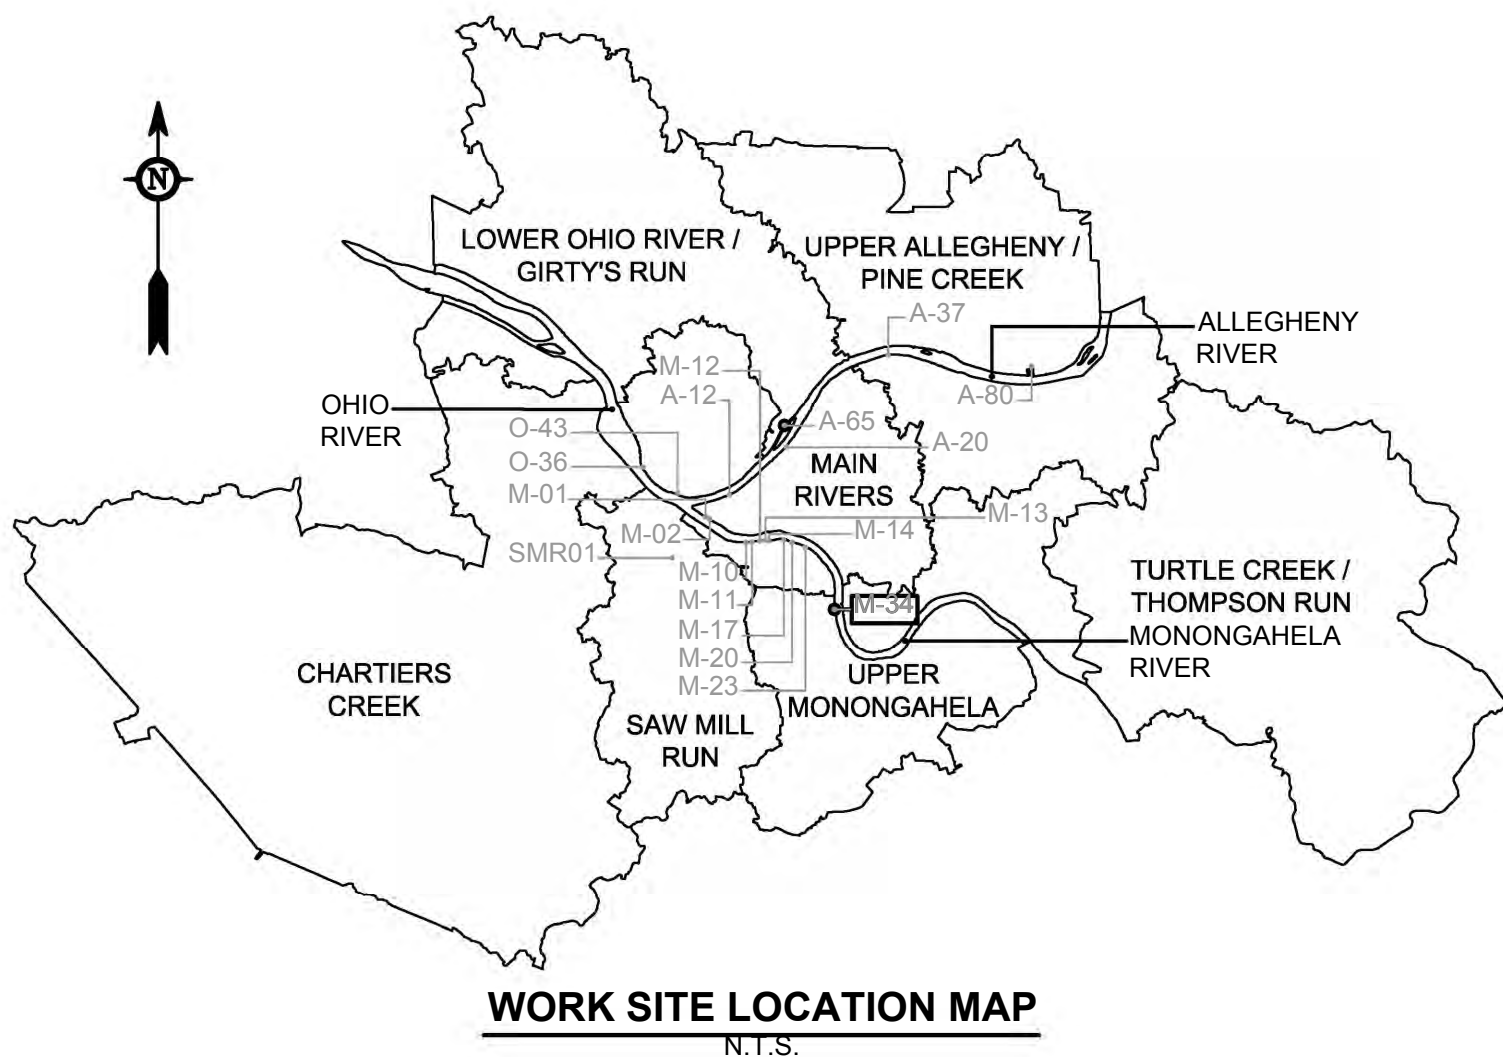 N
LOWER OHIO RIVER /
GIRTY'S RUN
UPPER ALLEGHENY /
PINE CREEK
A-37
ALLEGHENY
RIVER
M-12
A-12
A-80
OHIO
RIVER
O-43
A-65
A-20
O-36
MAIN
RIVERS
M-01
M-13
M-02
M-14
SMR01
M-10
M-11
M-34
TURTLE CREEK /
THOMPSON RUN
M-17
MONONGAHELA
RIVER
M-20
M-23
CHARTIERS
CREEK
UPPER
MONONGAHELA
SAW MILL
RUN
WORK SITE LOCATION MAP
N.T.S.